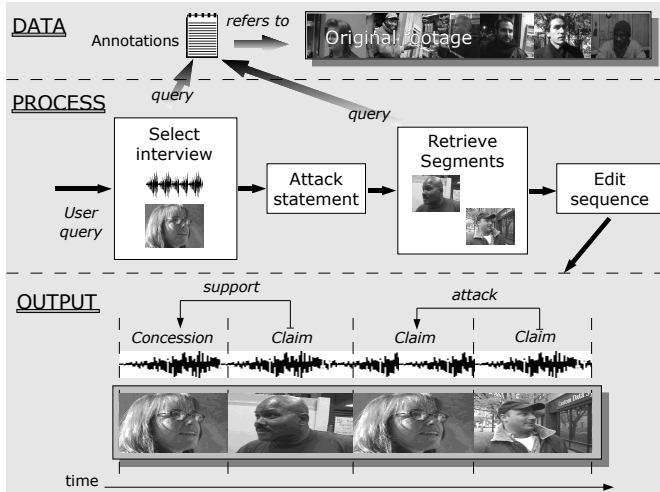 DATA
refers to
Annotations
Original footage
query
PROCESS
query
Select
interview
Retrieve
Segments
Attack
statement
Edit
sequence
User
query
OUTPUT
support
attack
Concession
Claim
Claim
Claim
time